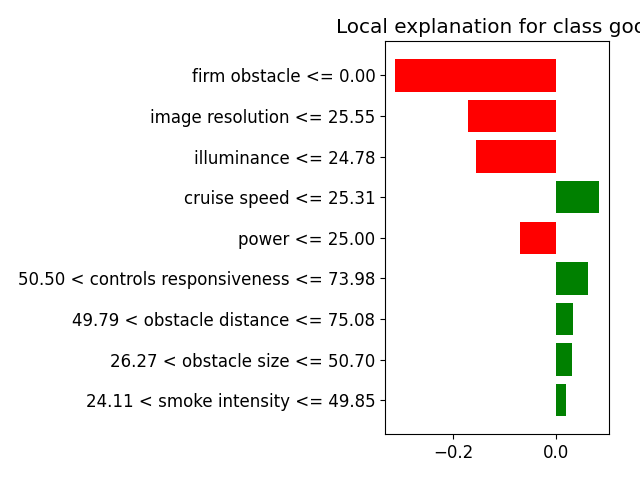 Local explanation for class
firm obstacle <= 0.00
image resolution <= 25.55
illuminance <= 24.78
cruise speed <= 25.31
power <= 25.00
50.50 < controls responsiveness <= 73.98
49.79 < obstacle distance <= 75.08
26.27 < obstacle size <= 50.70
24.11 < smoke intensity <= 49.85
−0.2 0.0